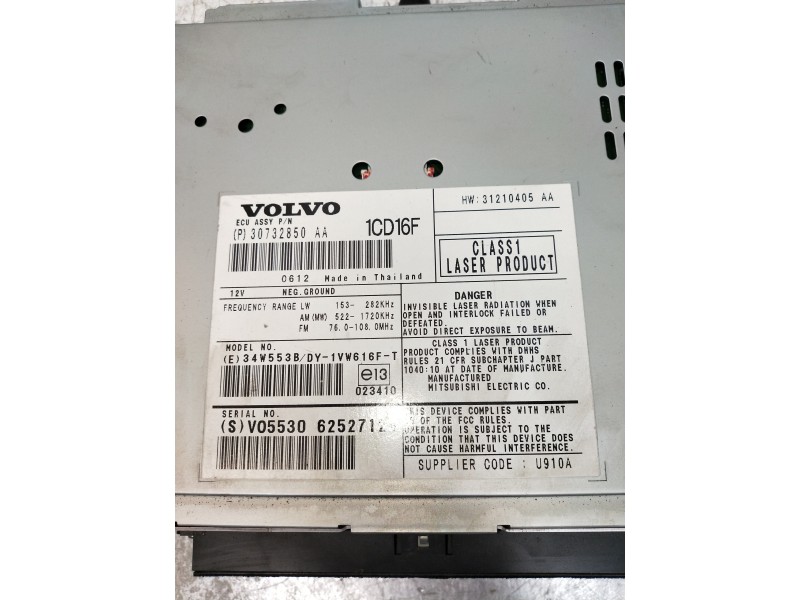 VOLVO
ECU ASSY P/N
(P) 30732850 AA
1CD16F
0612 Made in Thailand
12V NEG.GROUND
FREQUENCY RANGE LW 153- 282KHz
AM(MW) 522-1720KHz
FM 76.0-108.0MHz
MODEL NO.
(E)34W553B/DY-1VW616F-T
e13
023410
SERIAL NO.
(S)VO5530 6252712
HW:31210405 AA
CLASS1
LASER PRODUCT
DANGER
INVISIBLE LASER RADIATION WHEN
OPEN AND INTERLOCK FAILED OR
DEFEATED.
AVOID DIRECT EXPOSURE TO BEAM.
CLASS 1 LASER PRODUCT
PRODUCT COMPLIES WITH DHHS
RULES 21 CFR SUBCHAPTER J PART
1040:10 AT DATE OF MANUFACTURE.
MANUFACTURED
MITSUBISHI ELECTRIC CO.
THIS DEVICE COMPLIES WITH PART
OF THE FCC RULES.
OPERATION IS SUBJECT TO THE
CONDITION THAT THIS DEVICE DOES
NOT CAUSE HARMFUL INTERFERENCE.
SUPPLIER CODE : U910A